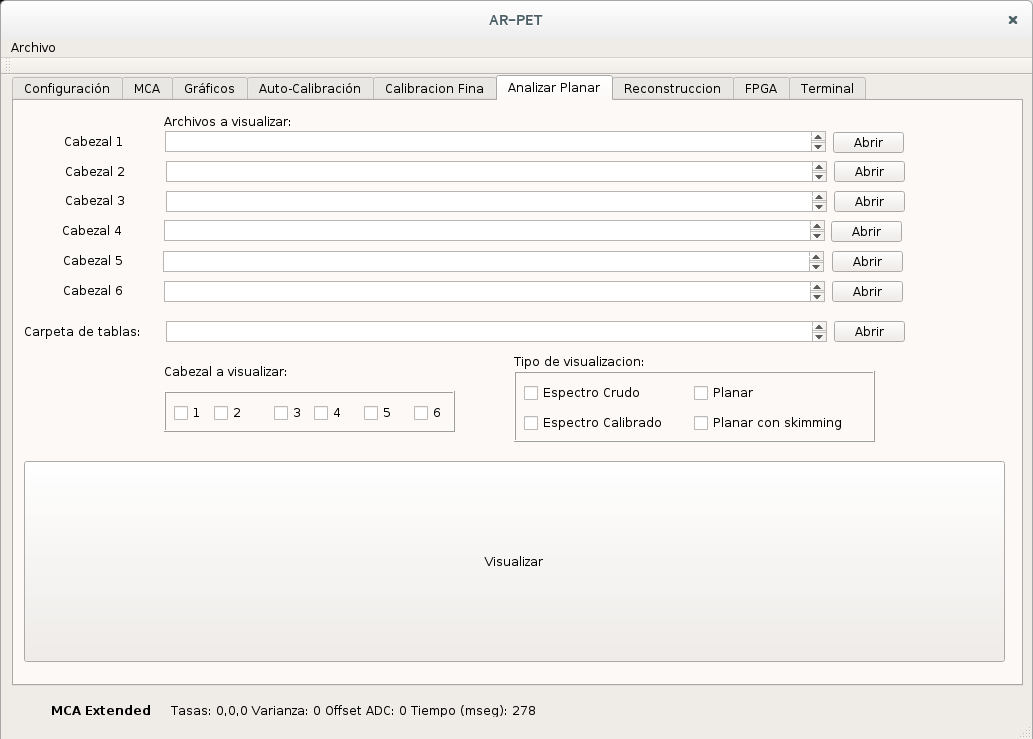 AR-PET
Archivo
Configuración MCA Gráficos Auto-Calibración Calibracion Fina Analizar Planar Reconstruccion FPGA Terminal
Archivos a visualizar:
Cabezal 1 Abrir
Cabezal 2 Abrir
Cabezal 3 Abrir
Cabezal 4 Abrir
Cabezal 5 Abrir
Cabezal 6 Abrir
Carpeta de tablas: Abrir
Cabezal a visualizar:
1 2 3 4 5 6
Tipo de visualizacion:
Espectro Crudo Planar
Espectro Calibrado Planar con skimming
Visualizar
MCA Extended Tasas: 0,0,0 Varianza: 0 Offset ADC: 0 Tiempo (mseg): 278